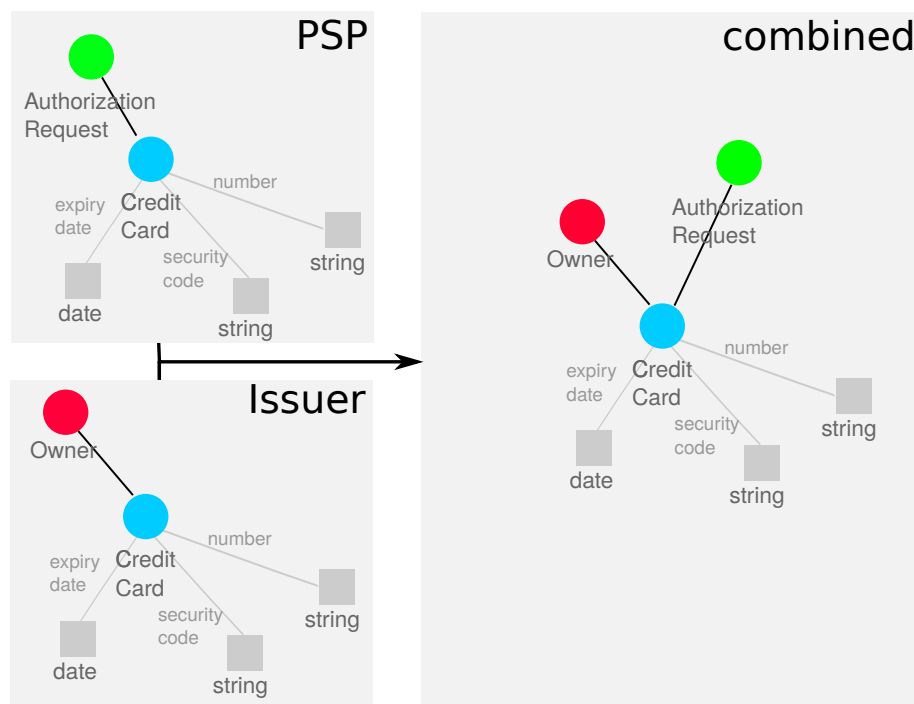 PSP
Authorization
Request
number
expiry
date
Credit
Card
security
code
string
date
string
Issuer
Owner
number
expiry
date
Credit
Card
security
code
string
date
string
combined
Authorization
Request
Owner
number
expiry
date
Credit
Card
security
code
string
date
string